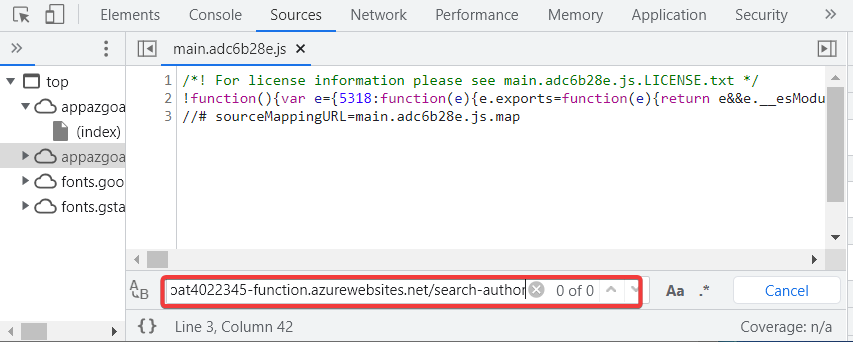 Elements Console Sources Network Performance Memory Application Security »
»
main.adc6b28e.js
top
appazgoa
(index)
appazgoa
fonts.goo
fonts.gsta
1 /*! For license information please see main.adc6b28e.js.LICENSE.txt */
2 !function(){var e={5318:function(e){e.exports=function(e){return e&&e.__esModu
3 //# sourceMappingURL=main.adc6b28e.js.map
A B
oat4022345-function.azurewebsites.net/search-author 0 of 0 Aa .* Cancel
{} Line 3, Column 42 Coverage: n/a